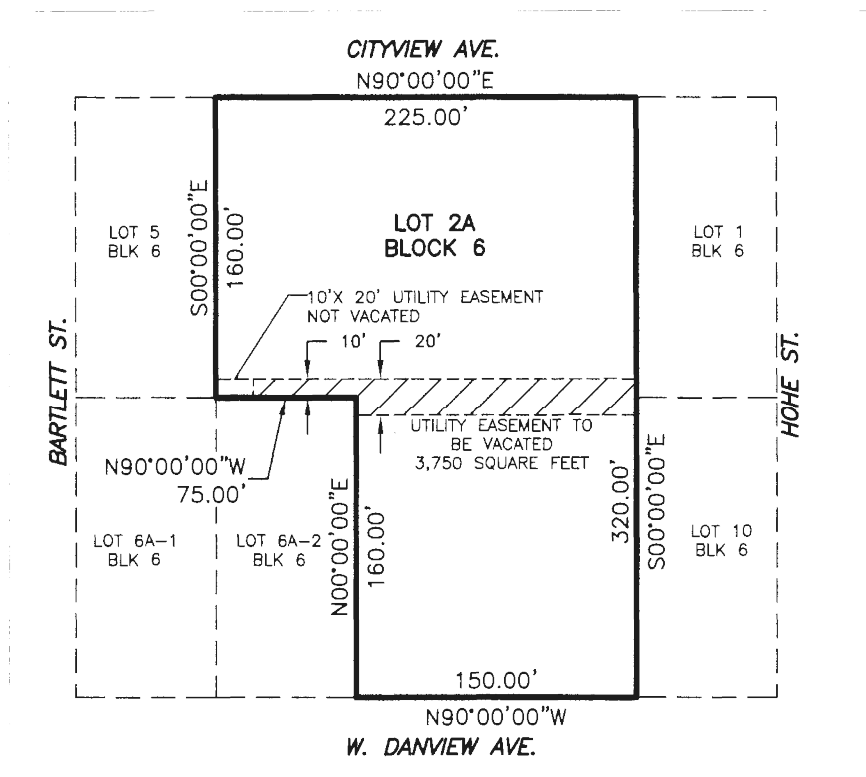 CITYVIEW AVE.
N90°00'00"E
225.00'
LOT 5
BLK 6
S00°00'00"E
160.00'
LOT 2A
BLOCK 6
LOT 1
BLK 6
10'X 20' UTILITY EASEMENT
NOT VACATED
10'
20'
BARTLETT ST.
HOHE ST.
UTILITY EASEMENT TO
BE VACATED
3,750 SQUARE FEET
N90°00'00"W
75.00'
LOT 6A-1
BLK 6
LOT 6A-2
BLK 6
N00°00'00"E
160.00'
320.00'
S00°00'00"E
LOT 10
BLK 6
150.00'
N90°00'00"W
W. DANVIEW AVE.